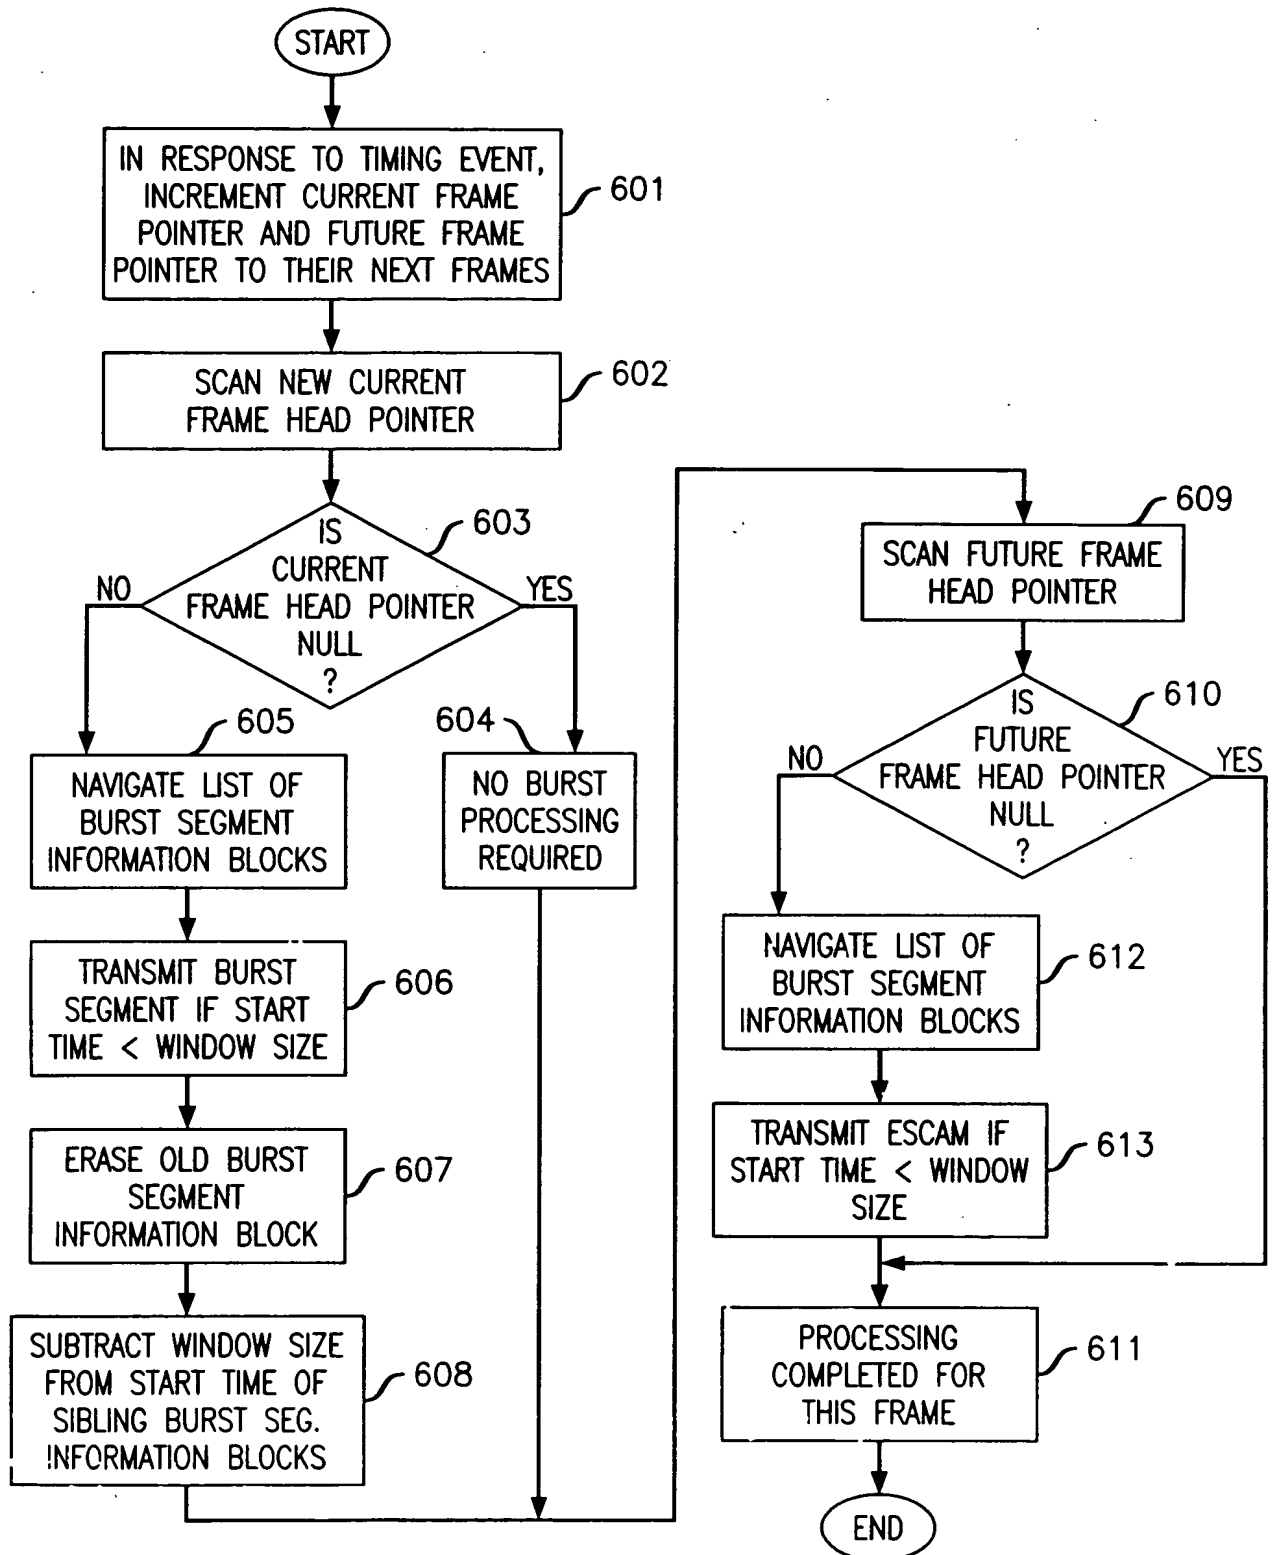 START
IN RESPONSE TO TIMING EVENT,
INCREMENT CURRENT FRAME
POINTER AND FUTURE FRAME
POINTER TO THEIR NEXT FRAMES
601
SCAN NEW CURRENT
FRAME HEAD POINTER
602
IS
CURRENT
FRAME HEAD POINTER
NULL
?
603
NO
YES
605
NAVIGATE LIST OF
BURST SEGMENT
INFORMATION BLOCKS
604
NO BURST
PROCESSING
REQUIRED
TRANSMIT BURST
SEGMENT IF START
TIME < WINDOW SIZE
606
ERASE OLD BURST
SEGMENT
INFORMATION BLOCK
607
SUBTRACT WINDOW SIZE
FROM START TIME OF
SIBLING BURST SEG.
INFORMATION BLOCKS
608
609
SCAN FUTURE FRAME
HEAD POINTER
IS
FUTURE
FRAME HEAD POINTER
NULL
?
610
NO
YES
NAVIGATE LIST OF
BURST SEGMENT
INFORMATION BLOCKS
612
TRANSMIT ESCAM IF
START TIME < WINDOW
SIZE
613
PROCESSING
COMPLETED FOR
THIS FRAME
611
END